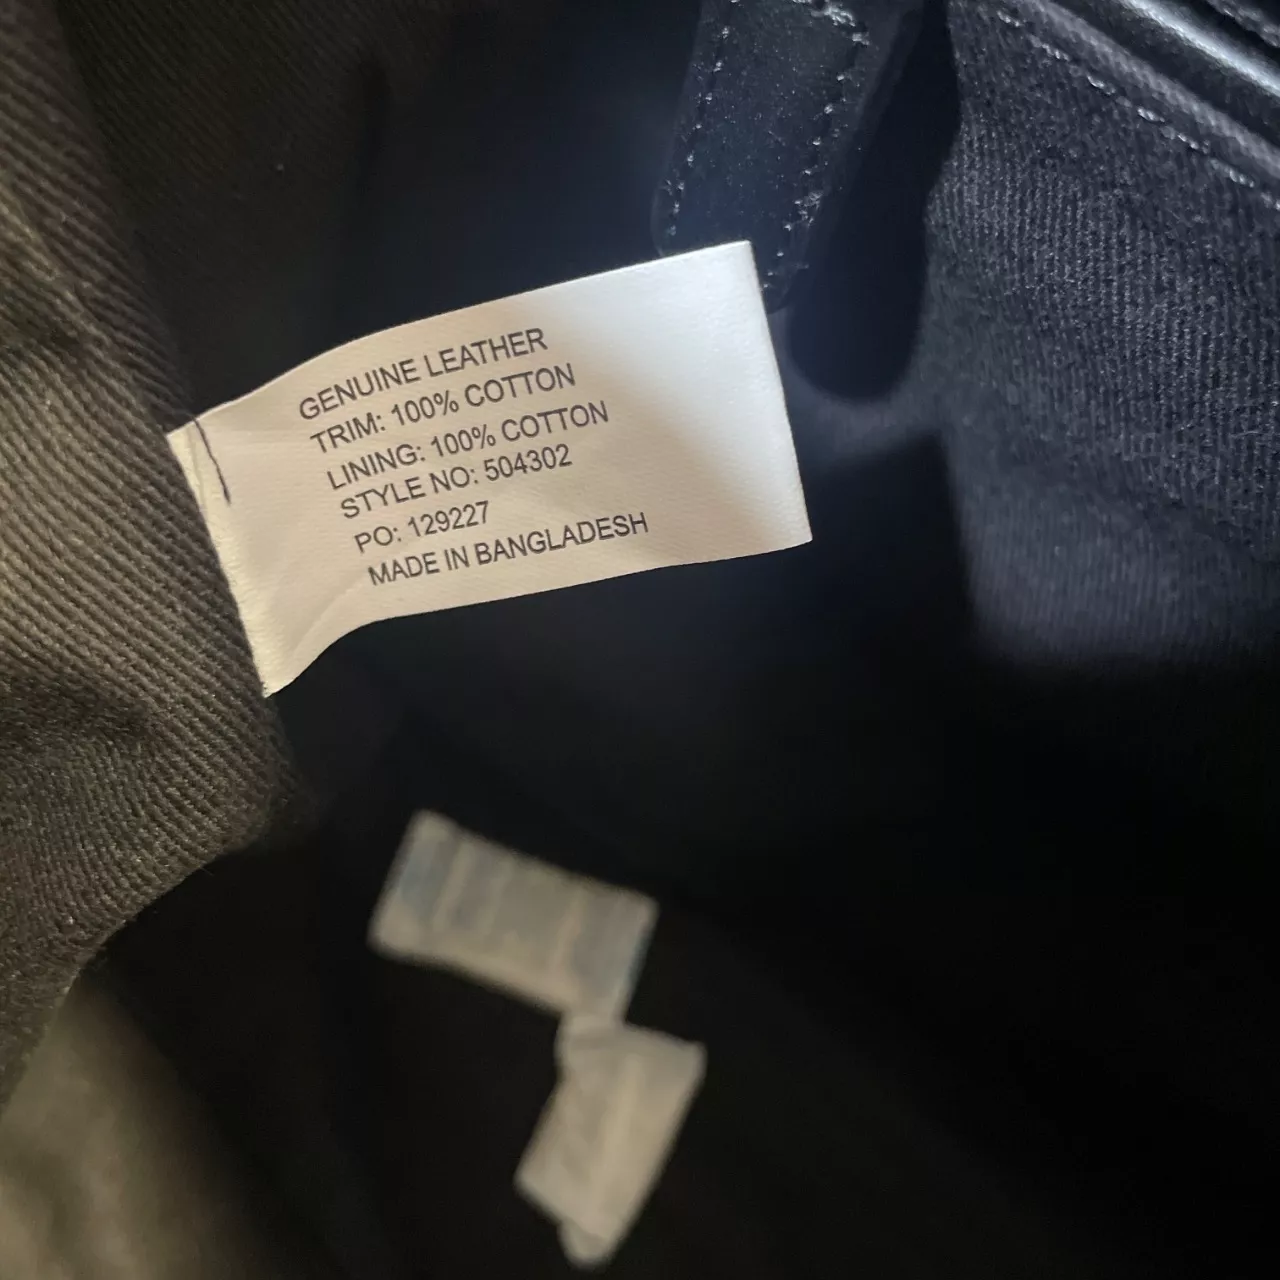 GENUINE LEATHER
TRIM: 100% COTTON
LINING: 100% COTTON
STYLE NO: 504302
PO: 129227
MADE IN BANGLADESH